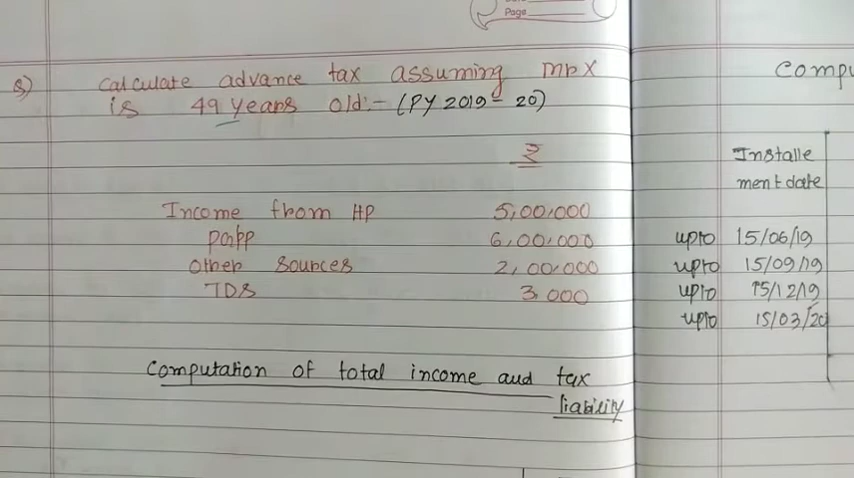 Page
Q) Calculate advance tax assuming Mr X
is 49 years old:- (PY 2019-20)
₹
Income from HP 5,00,000
PGBP 6,00,000
Other Sources 2,00,000
TDS 3,000
Computation of total income and tax
liability
Compu
Installe
ment date
upto 15/06/19
upto 15/09/19
upto 15/12/19
upto 15/03/20